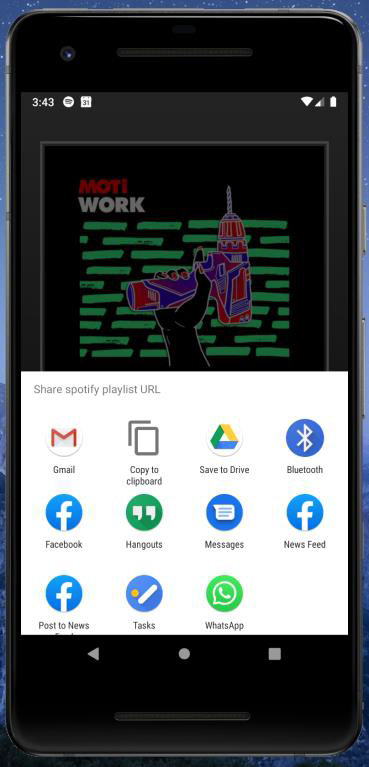 3:43
31
MOTi
WORK
Share spotify playlist URL
Gmail
Copy to
clipboard
Save to Drive
Bluetooth
Facebook
Hangouts
Messages
News Feed
Post to News
Tasks
WhatsApp